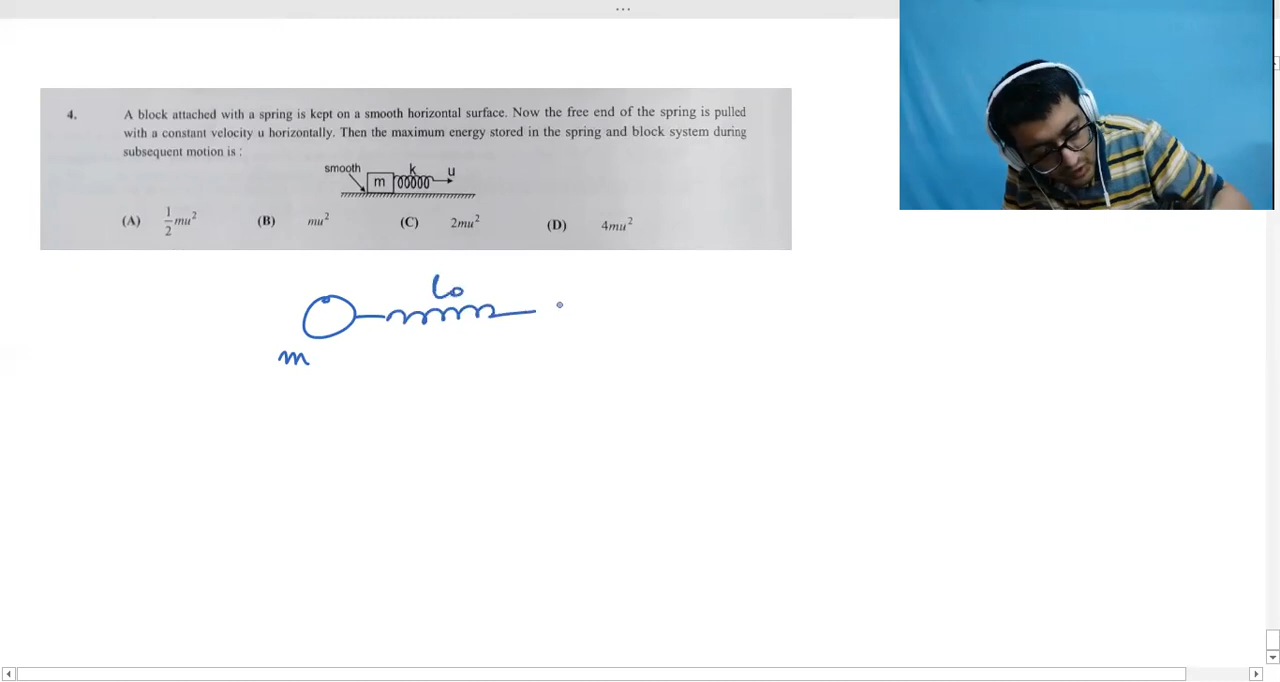 ...
4. A block attached with a spring is kept on a smooth horizontal surface. Now the free end of the spring is pulled
with a constant velocity u horizontally. Then the maximum energy stored in the spring and block system during
subsequent motion is :
smooth k u
m
(A) 1/2 mu² (B) mu² (C) 2mu² (D) 4mu²
l₀
m